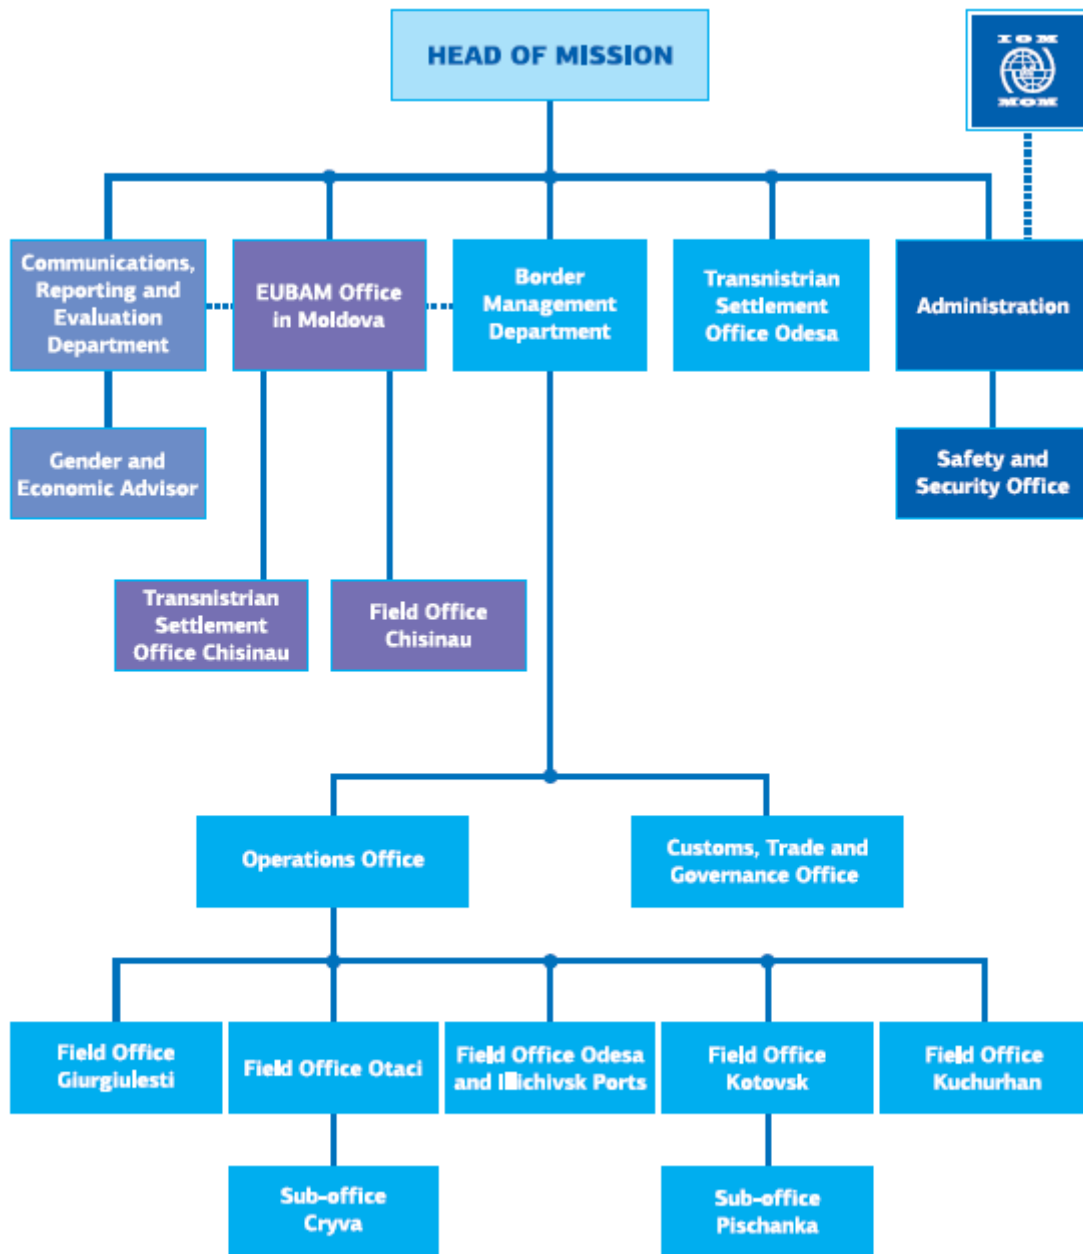 HEAD OF MISSION
IOM
MOM
Communications,
Reporting and
Evaluation
Department
EUBAM Office
in Moldova
Border
Management
Department
Transnistrian
Settlement
Office Odesa
Administration
Gender and
Economic Advisor
Safety and
Security Office
Transnistrian
Settlement
Office Chisinau
Field Office
Chisinau
Operations Office
Customs, Trade and
Governance Office
Field Office
Giurgiulesti
Field Office Otaci
Field Office Odesa
and Illichivsk Ports
Field Office
Kotovsk
Field Office
Kuchurhan
Sub-office
Cryva
Sub-office
Pischanka